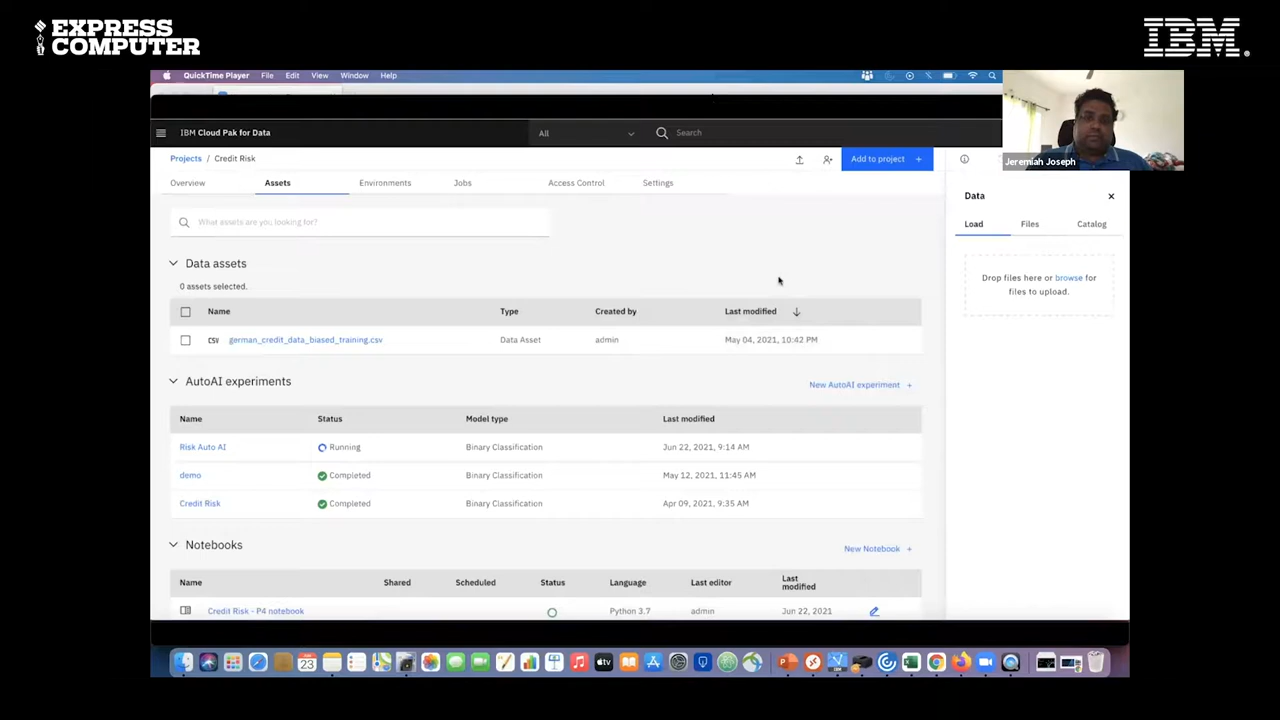 EXPRESS
COMPUTER
IBM
QuickTime Player File Edit View Window Help
IBM Cloud Pak for Data
All
Search
Jeremiah Joseph
Projects / Credit Risk
Add to project +
Overview Assets Environments Jobs Access Control Settings
What assets are you looking for?
Data assets
0 assets selected.
Name Type Created by Last modified
CSV german_credit_data_biased_training.csv Data Asset admin May 04, 2021, 10:42 PM
AutoAI experiments
New AutoAI experiment +
Name Status Model type Last modified
Risk Auto AI Running Binary Classification Jun 22, 2021, 9:14 AM
demo Completed Binary Classification May 12, 2021, 11:45 AM
Credit Risk Completed Binary Classification Apr 09, 2021, 9:35 AM
Notebooks
New Notebook +
Name Shared Scheduled Status Language Last editor Last modified
Credit Risk - P4 notebook Python 3.7 admin Jun 22, 2021
Data
Load Files Catalog
Drop files here or browse for
files to upload.
23
tv